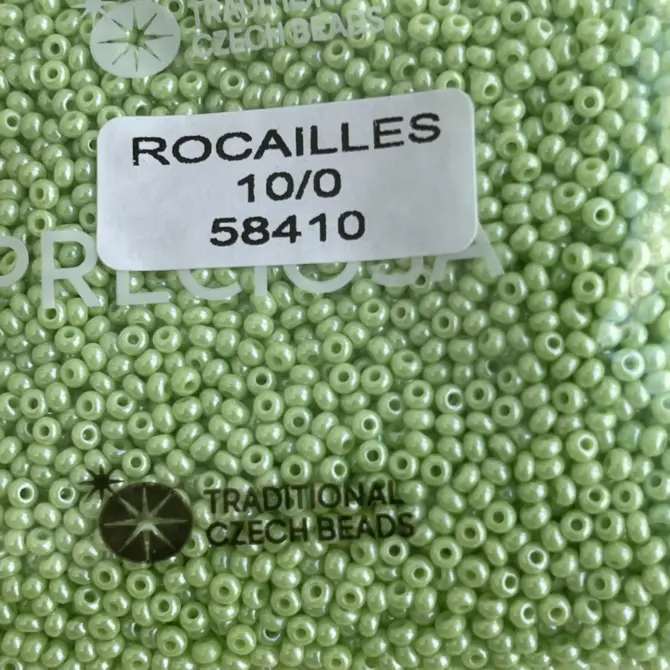 TRADITIONAL
CZECH BEADS
ROCAILLES
10/0
58410
PRECIOSA
TRADITIONAL
CZECH BEADS